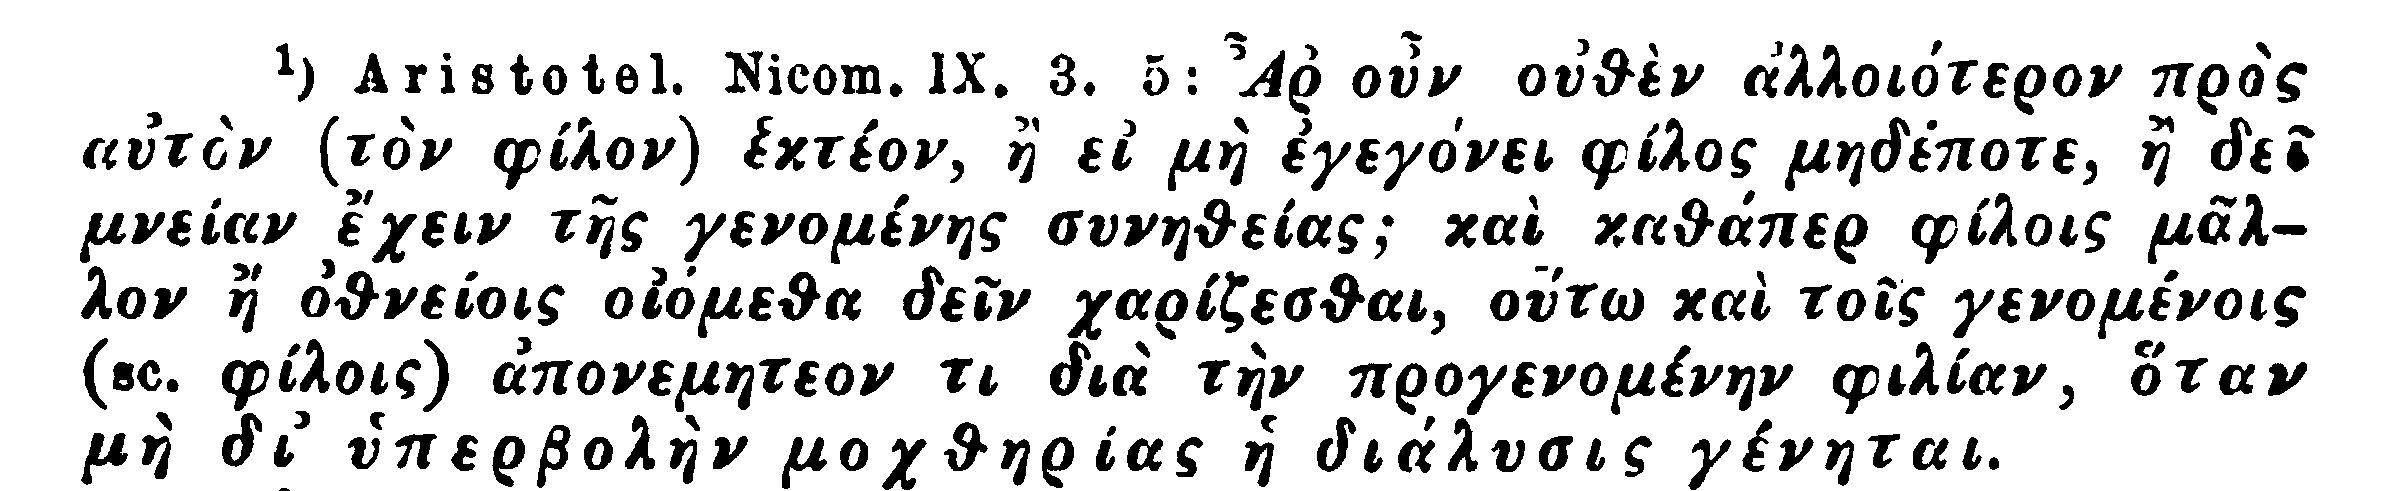 ¹) Aristotel. Nicom. IX. 3. 5: Ἆρ᾽ οὖν οὐθὲν ἀλλοιότερον πρὸς
αὐτὸν (τὸν φίλον) ἑκτέον, ἢ εἰ μὴ ἐγεγόνει φίλος μηδέποτε, ἢ δεῖ
μνείαν ἔχειν τῆς γενομένης συνηθείας; καὶ καθάπερ φίλοις μᾶλ-
λον ἢ ὀθνείοις οἰόμεθα δεῖν χαρίζεσθαι, οὕτω καὶ τοῖς γενομένοις
(sc. φίλοις) ἀπονεμητεον τι διὰ τὴν προγενομένην φιλίαν, ὅταν
μὴ δι᾽ ὑπερβολὴν μοχθηρίας ἡ διάλυσις γένηται.